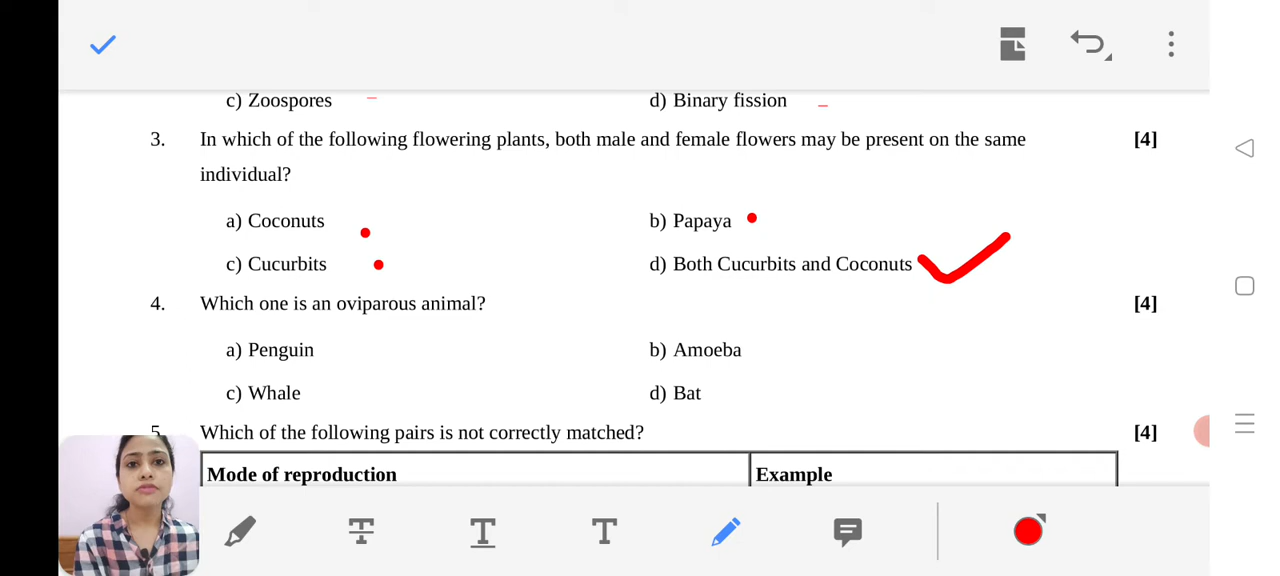 c) Zoospores d) Binary fission
3. In which of the following flowering plants, both male and female flowers may be present on the same [4]
individual?
a) Coconuts b) Papaya
c) Cucurbits d) Both Cucurbits and Coconuts
4. Which one is an oviparous animal? [4]
a) Penguin b) Amoeba
c) Whale d) Bat
5. Which of the following pairs is not correctly matched? [4]
Mode of reproduction Example
T T T